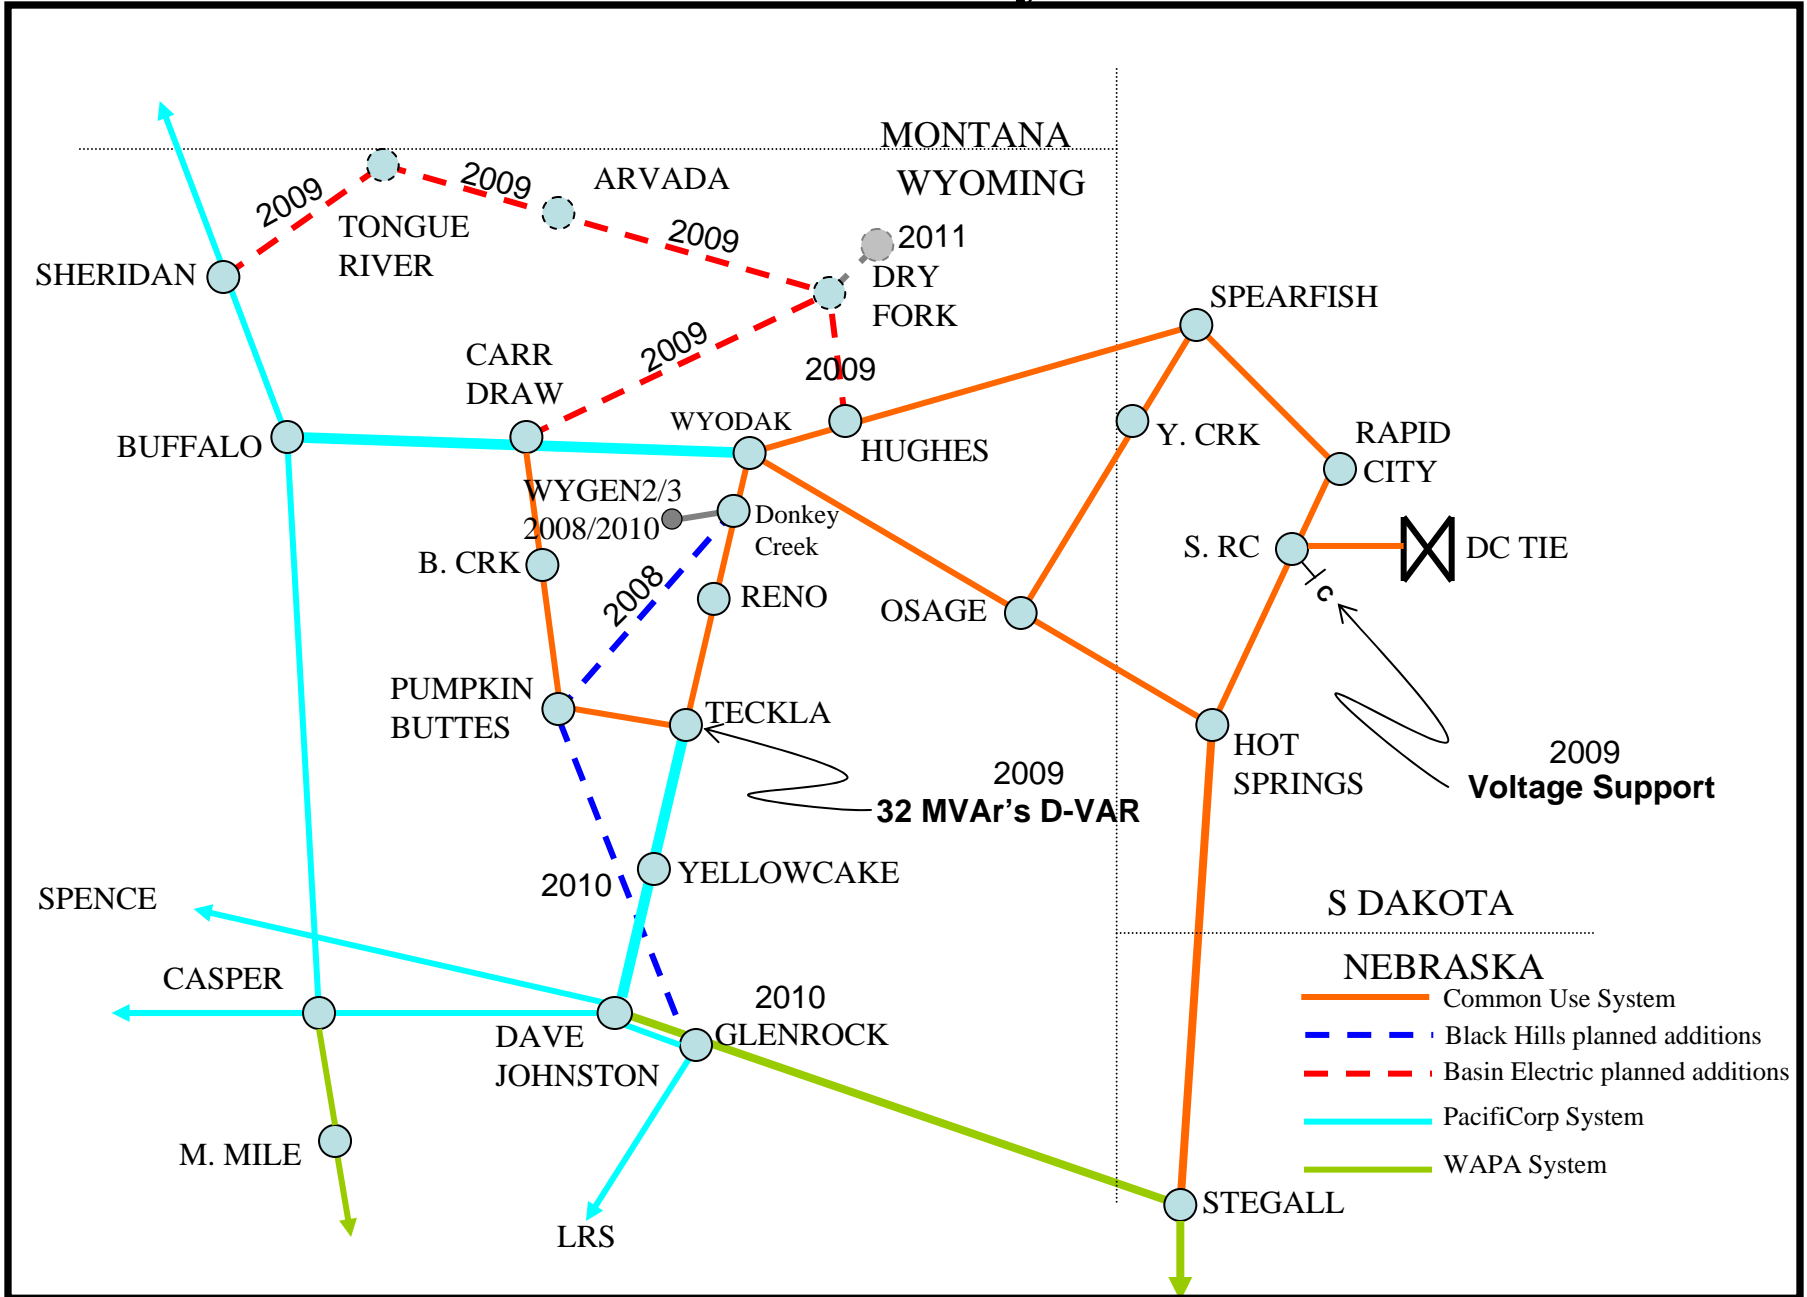 MONTANA
WYOMING
2009
2009
ARVADA
2009
2011
TONGUE
RIVER
DRY
FORK
SHERIDAN
SPEARFISH
CARR
DRAW
2009
2009
WYODAK
BUFFALO
HUGHES
Y. CRK
RAPID
CITY
WYGEN2/3
2008/2010
Donkey
Creek
B. CRK
2008
RENO
OSAGE
S. RC
DC TIE
c
PUMPKIN
BUTTES
TECKLA
HOT
SPRINGS
2009
32 MVAr's D-VAR
2009
Voltage Support
YELLOWCAKE
2010
SPENCE
S DAKOTA
NEBRASKA
CASPER
2010
GLENROCK
DAVE
JOHNSTON
Common Use System
Black Hills planned additions
Basin Electric planned additions
PacifiCorp System
WAPA System
M. MILE
LRS
STEGALL